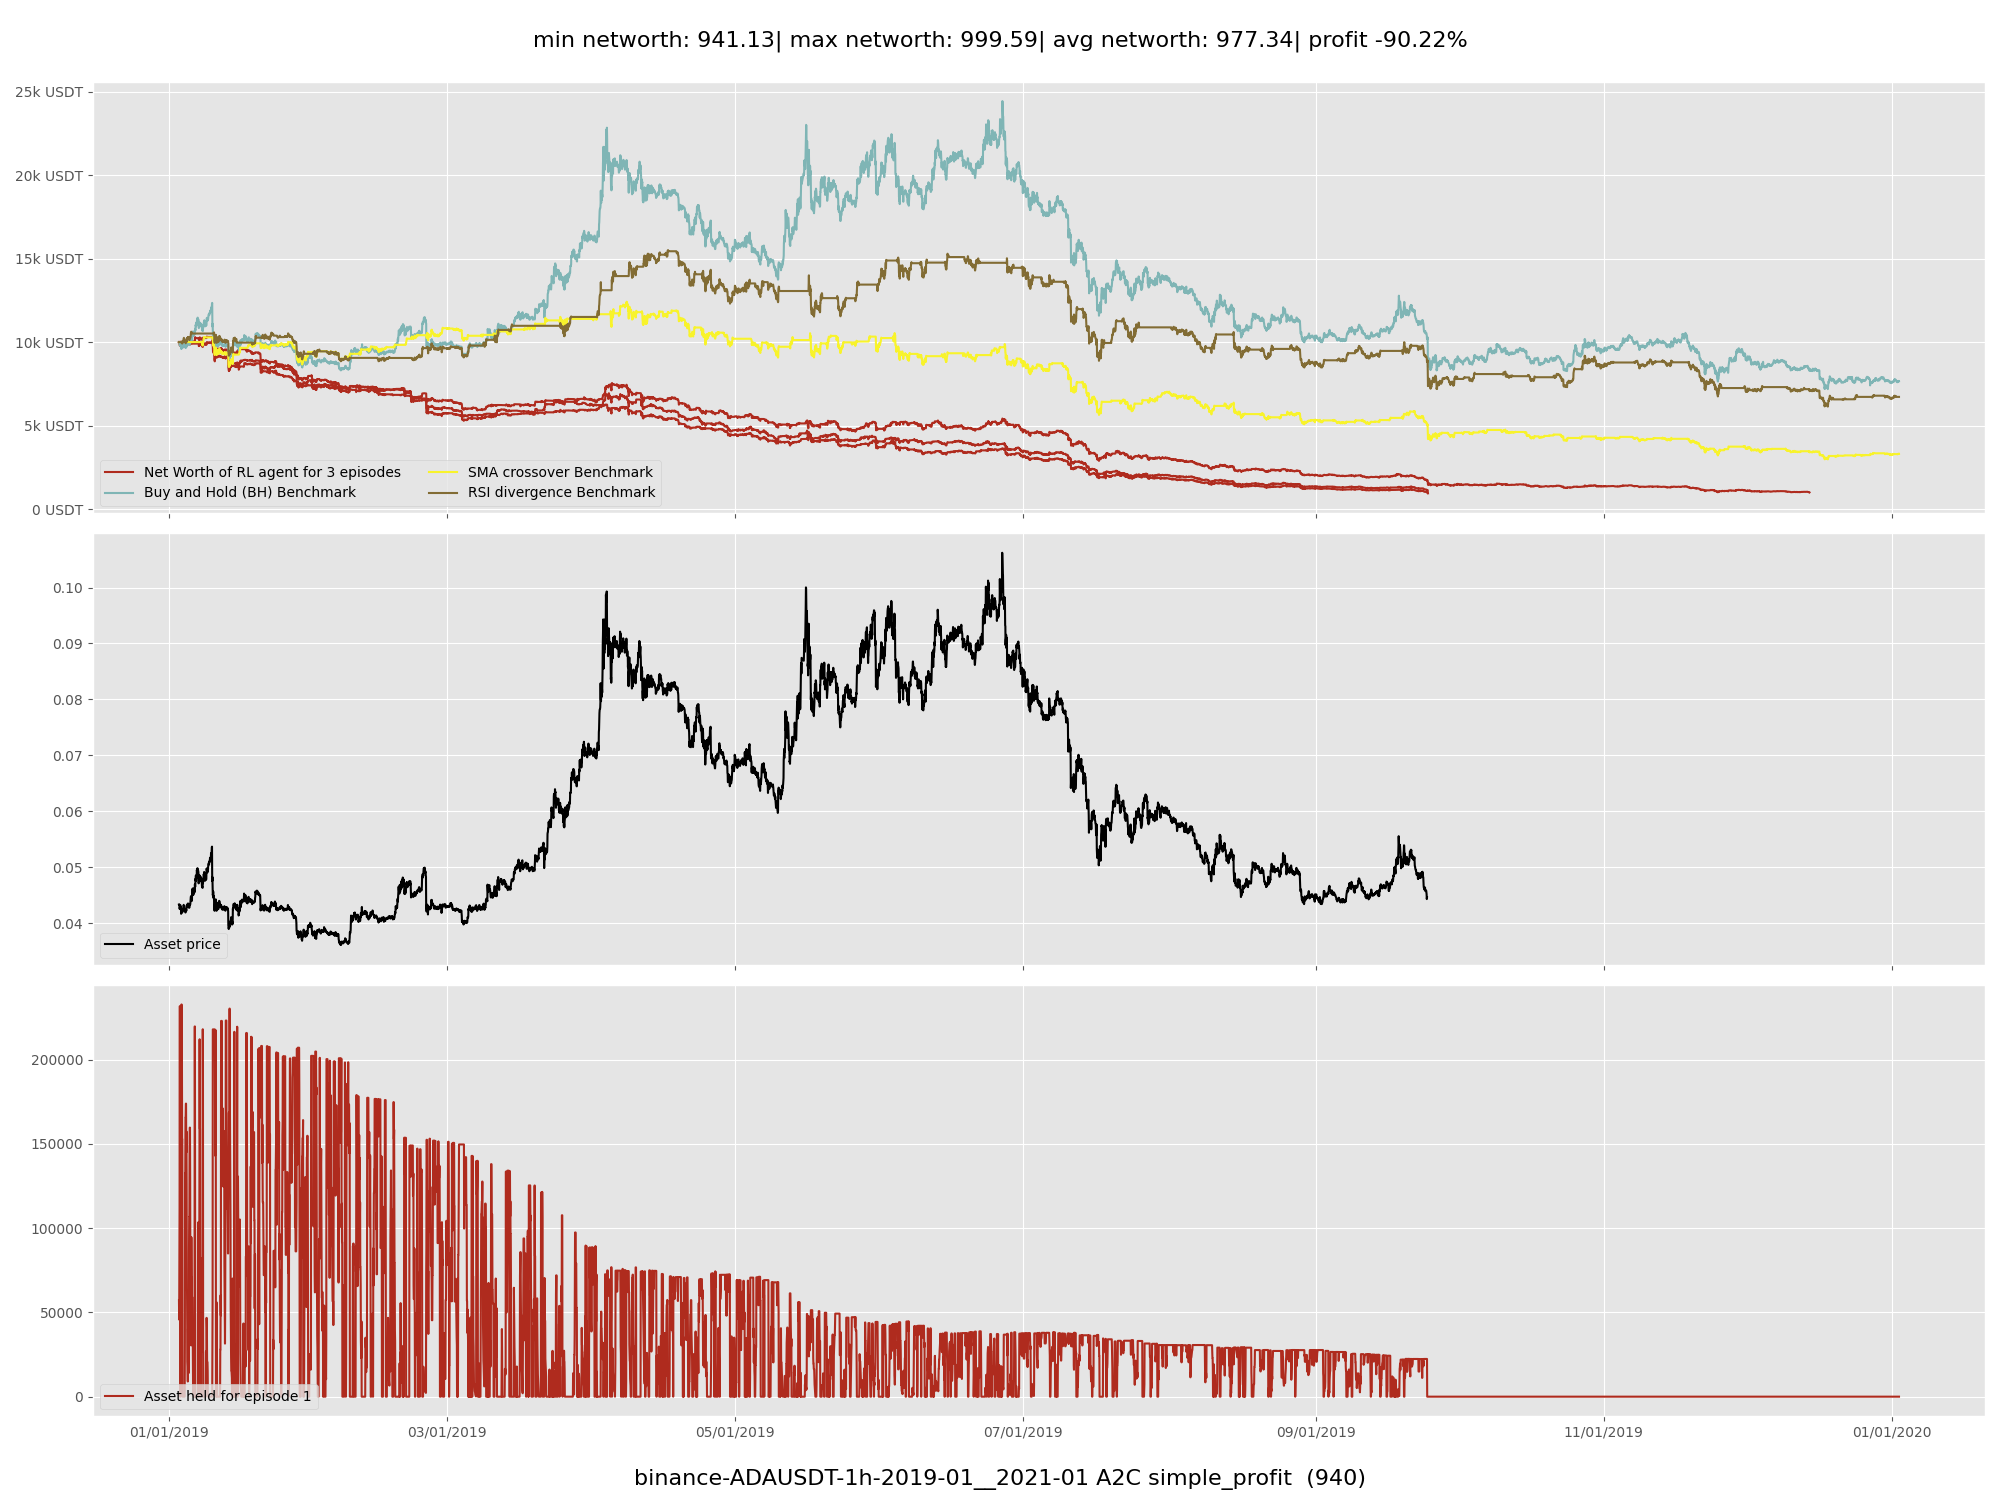 min networth: 941.13| max networth: 999.59| avg networth: 977.34| profit -90.22%
25k USDT
20k USDT
15k USDT
10k USDT
5k USDT
0 USDT
Net Worth of RL agent for 3 episodes
Buy and Hold (BH) Benchmark
SMA crossover Benchmark
RSI divergence Benchmark
0.10
0.09
0.08
0.07
0.06
0.05
0.04
Asset price
200000
150000
100000
50000
0
Asset held for episode 1
01/01/2019 03/01/2019 05/01/2019 07/01/2019 09/01/2019 11/01/2019 01/01/2020
binance-ADAUSDT-1h-2019-01__2021-01 A2C simple_profit (940)